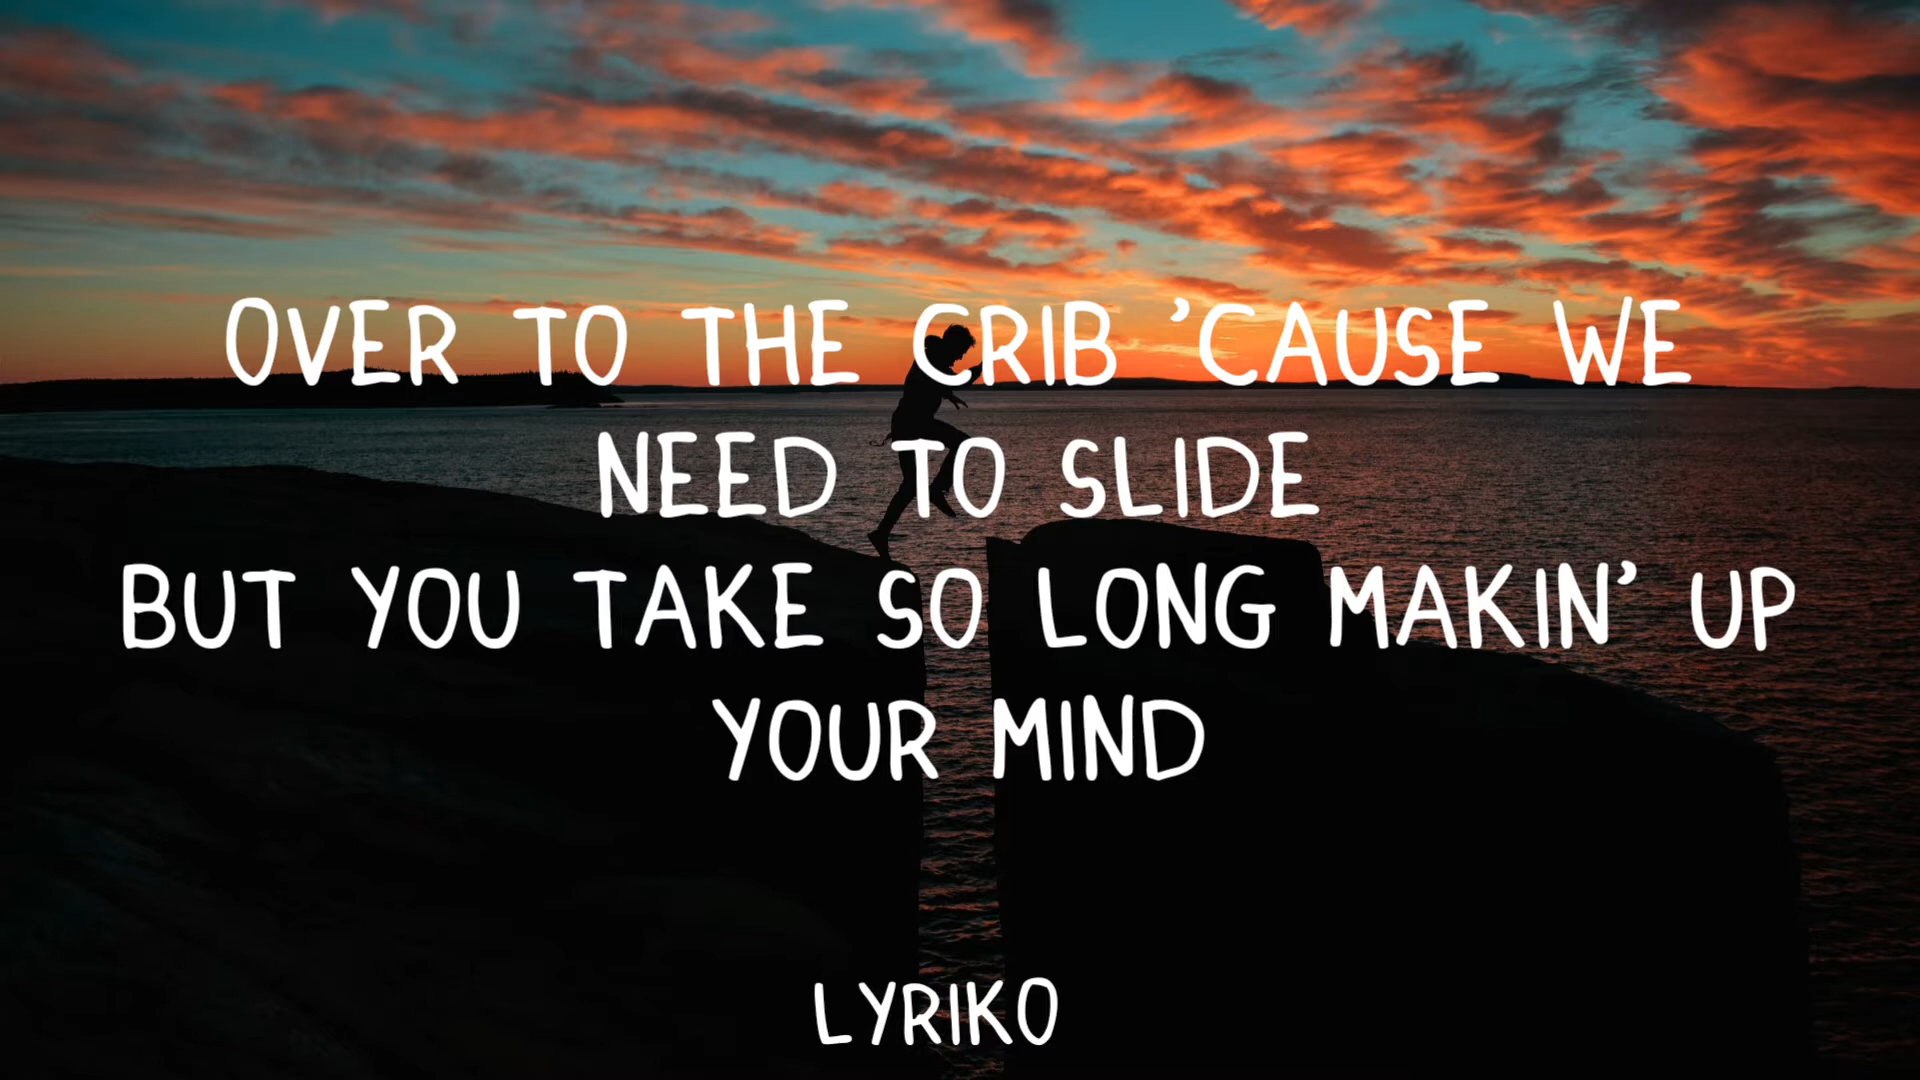 OVER TO THE CRIB 'CAUSE WE
NEED TO SLIDE
BUT YOU TAKE SO LONG MAKIN' UP
YOUR MIND
LYRIKO